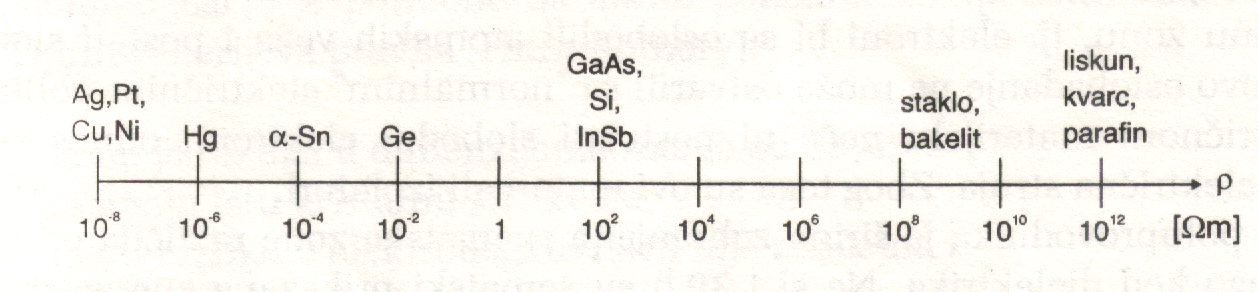 GaAs,
liskun,
Ag,Pt,
Si,
staklo,
kvarc,
Cu,Ni Hg α-Sn Ge InSb bakelit parafin
ρ
10⁻⁸ 10⁻⁶ 10⁻⁴ 10⁻² 1 10² 10⁴ 10⁶ 10⁸ 10¹⁰ 10¹² [Ωm]